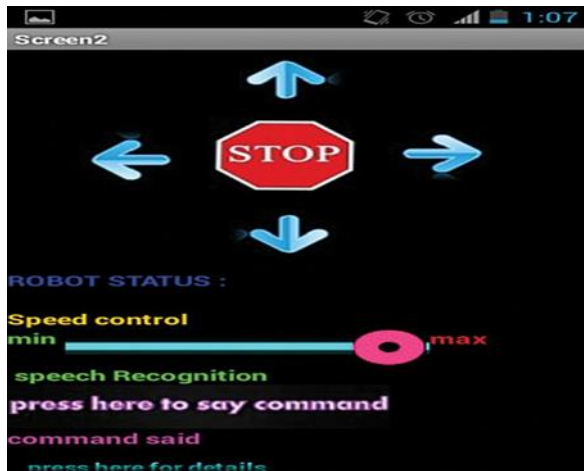 1:07
Screen2
STOP
ROBOT STATUS :
Speed control
min max
speech Recognition
press here to say command
command said
press here for details